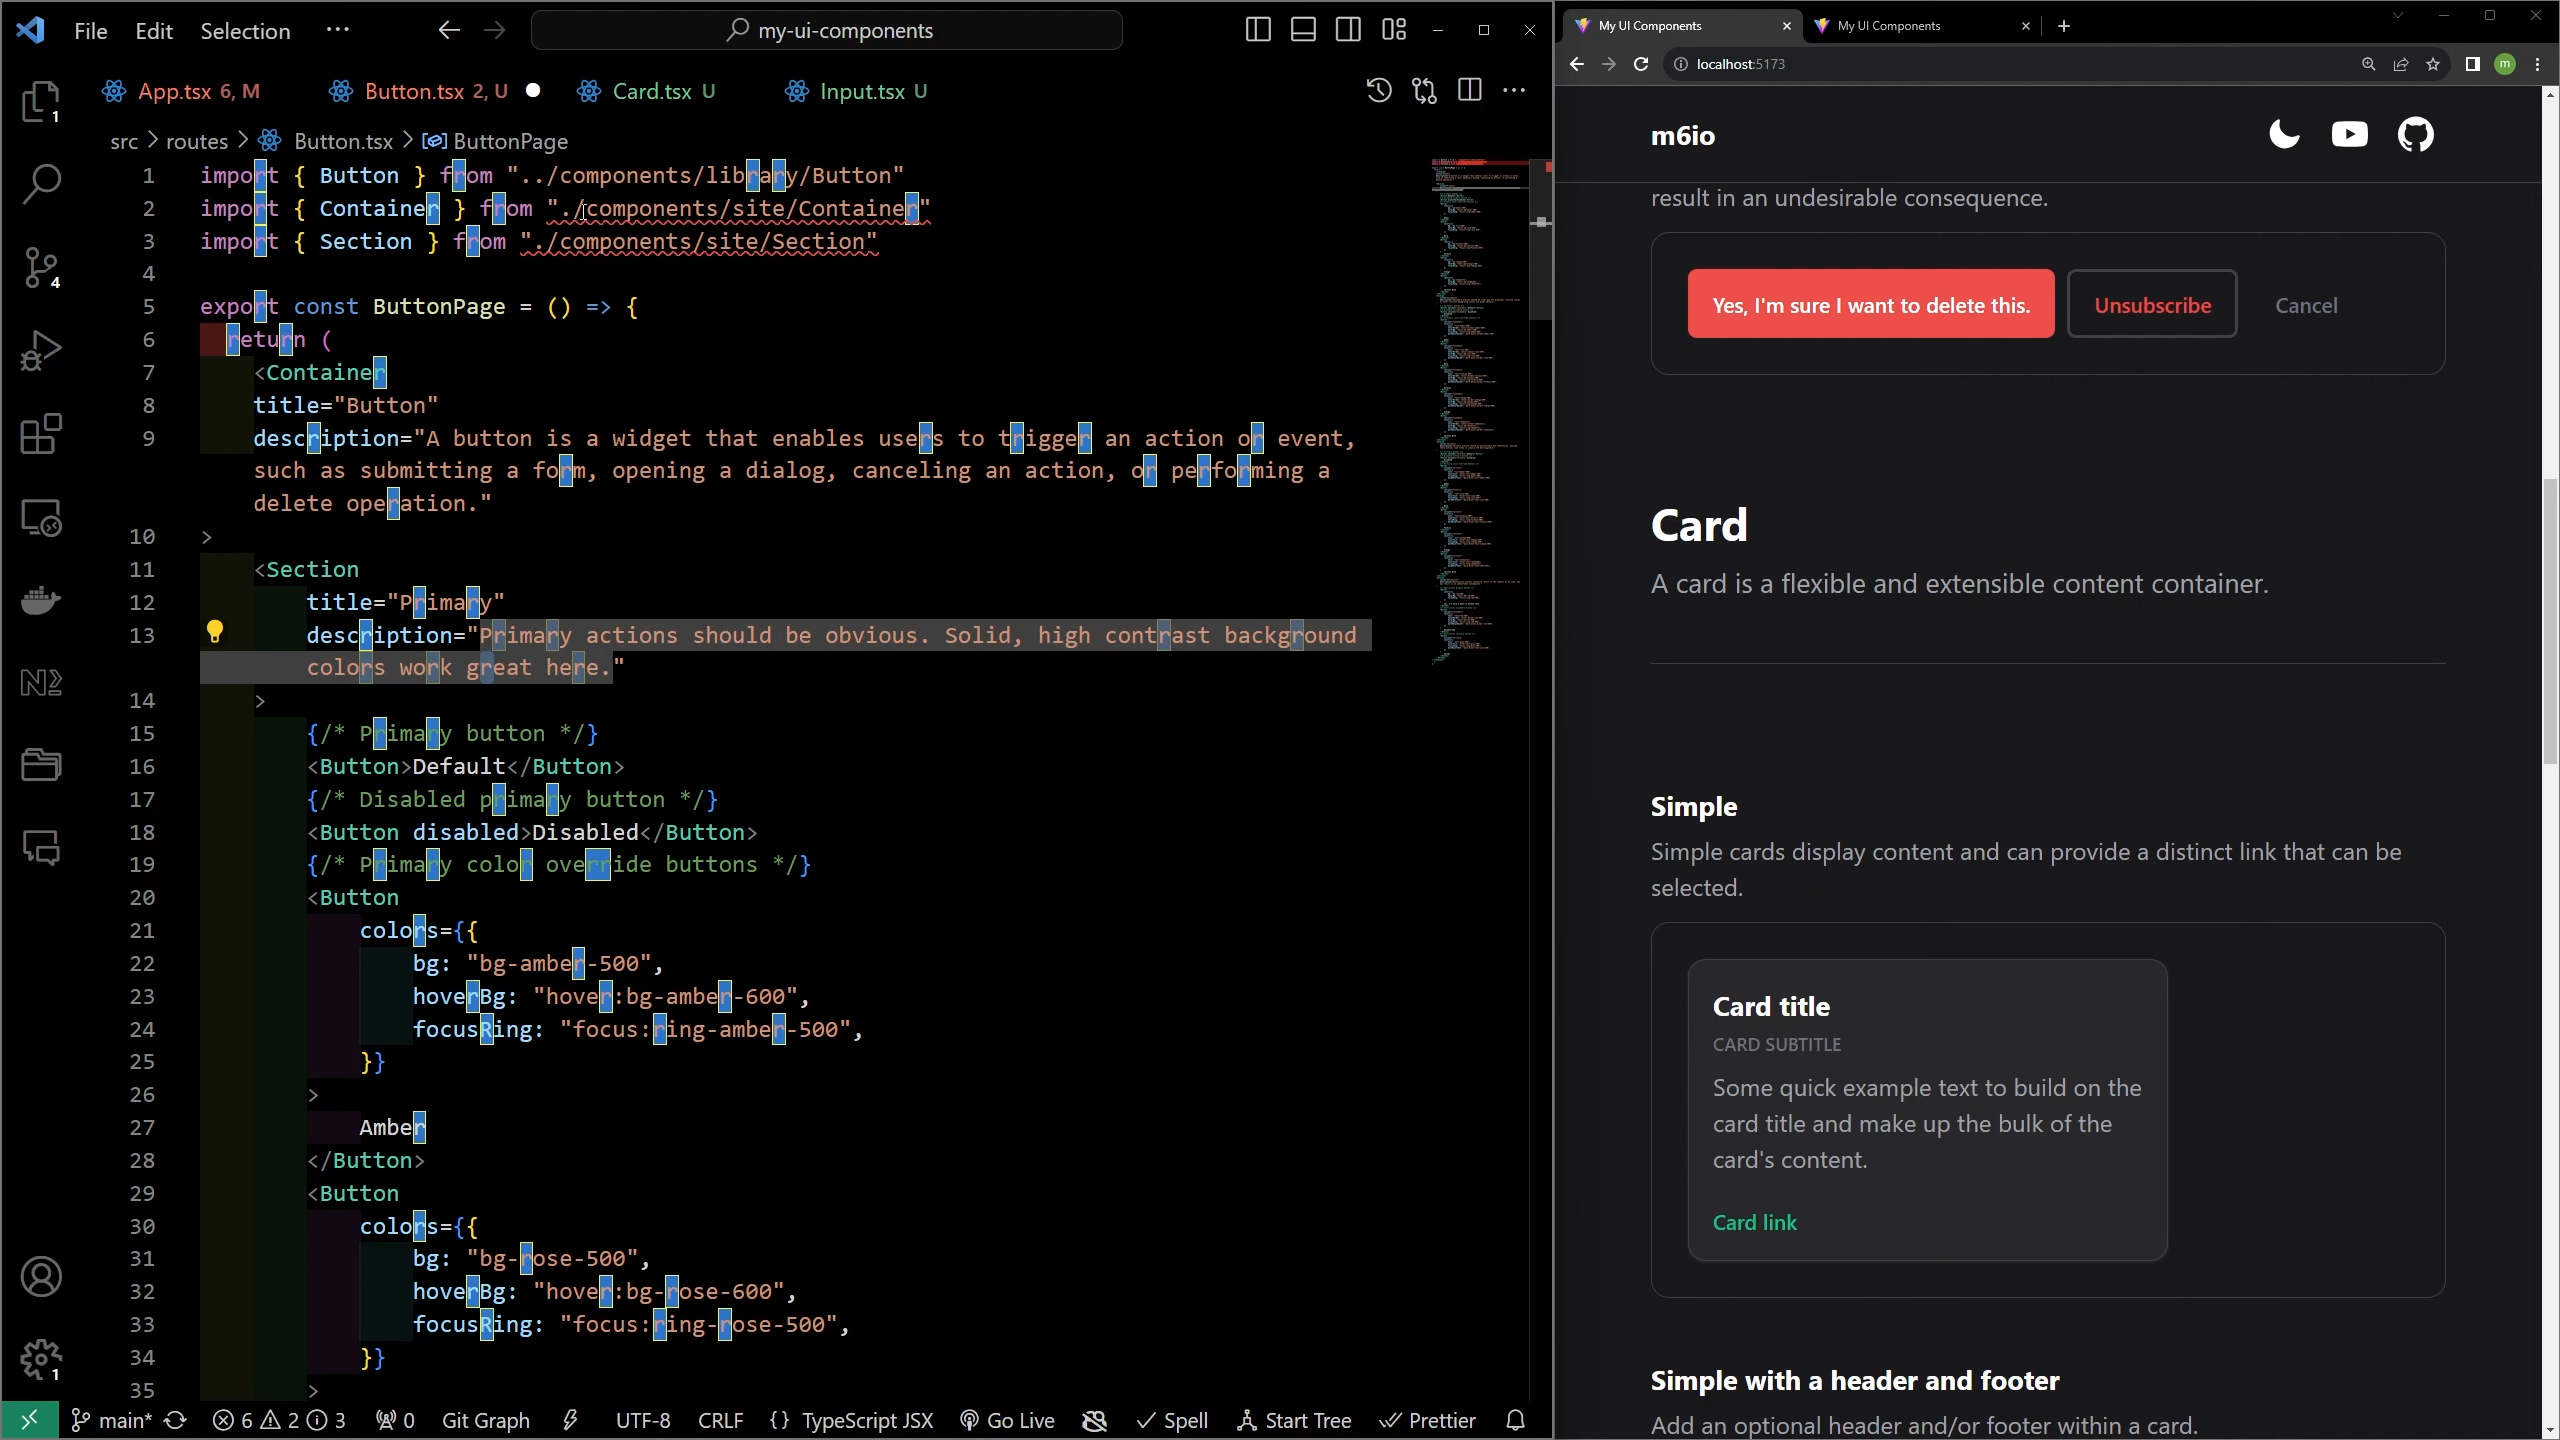 File Edit Selection ··· my-ui-components
App.tsx 6, M Button.tsx 2, U Card.tsx U Input.tsx U
src > routes > Button.tsx > ButtonPage
1 import { Button } from "../components/library/Button"
2 import { Container } from "./components/site/Container"
3 import { Section } from "./components/site/Section"
4
5 export const ButtonPage = () => {
6 return (
7 <Container
8 title="Button"
9 description="A button is a widget that enables users to trigger an action or event,
such as submitting a form, opening a dialog, canceling an action, or performing a
delete operation."
10 >
11 <Section
12 title="Primary"
13 description="Primary actions should be obvious. Solid, high contrast background
colors work great here."
14 >
15 {/* Primary button */}
16 <Button>Default</Button>
17 {/* Disabled primary button */}
18 <Button disabled>Disabled</Button>
19 {/* Primary color override buttons */}
20 <Button
21 colors={{
22 bg: "bg-amber-500",
23 hoverBg: "hover:bg-amber-600",
24 focusRing: "focus:ring-amber-500",
25 }}
26 >
27 Amber
28 </Button>
29 <Button
30 colors={{
31 bg: "bg-rose-500",
32 hoverBg: "hover:bg-rose-600",
33 focusRing: "focus:ring-rose-500",
34 }}
35 >
1
4
1
main* 6 2 3 0 Git Graph UTF-8 CRLF {} TypeScript JSX Go Live Spell Start Tree Prettier
My UI Components My UI Components
localhost:5173 m
m6io
result in an undesirable consequence.
Yes, I'm sure I want to delete this. Unsubscribe Cancel
Card
A card is a flexible and extensible content container.
Simple
Simple cards display content and can provide a distinct link that can be
selected.
Card title
CARD SUBTITLE
Some quick example text to build on the
card title and make up the bulk of the
card's content.
Card link
Simple with a header and footer
Add an optional header and/or footer within a card.